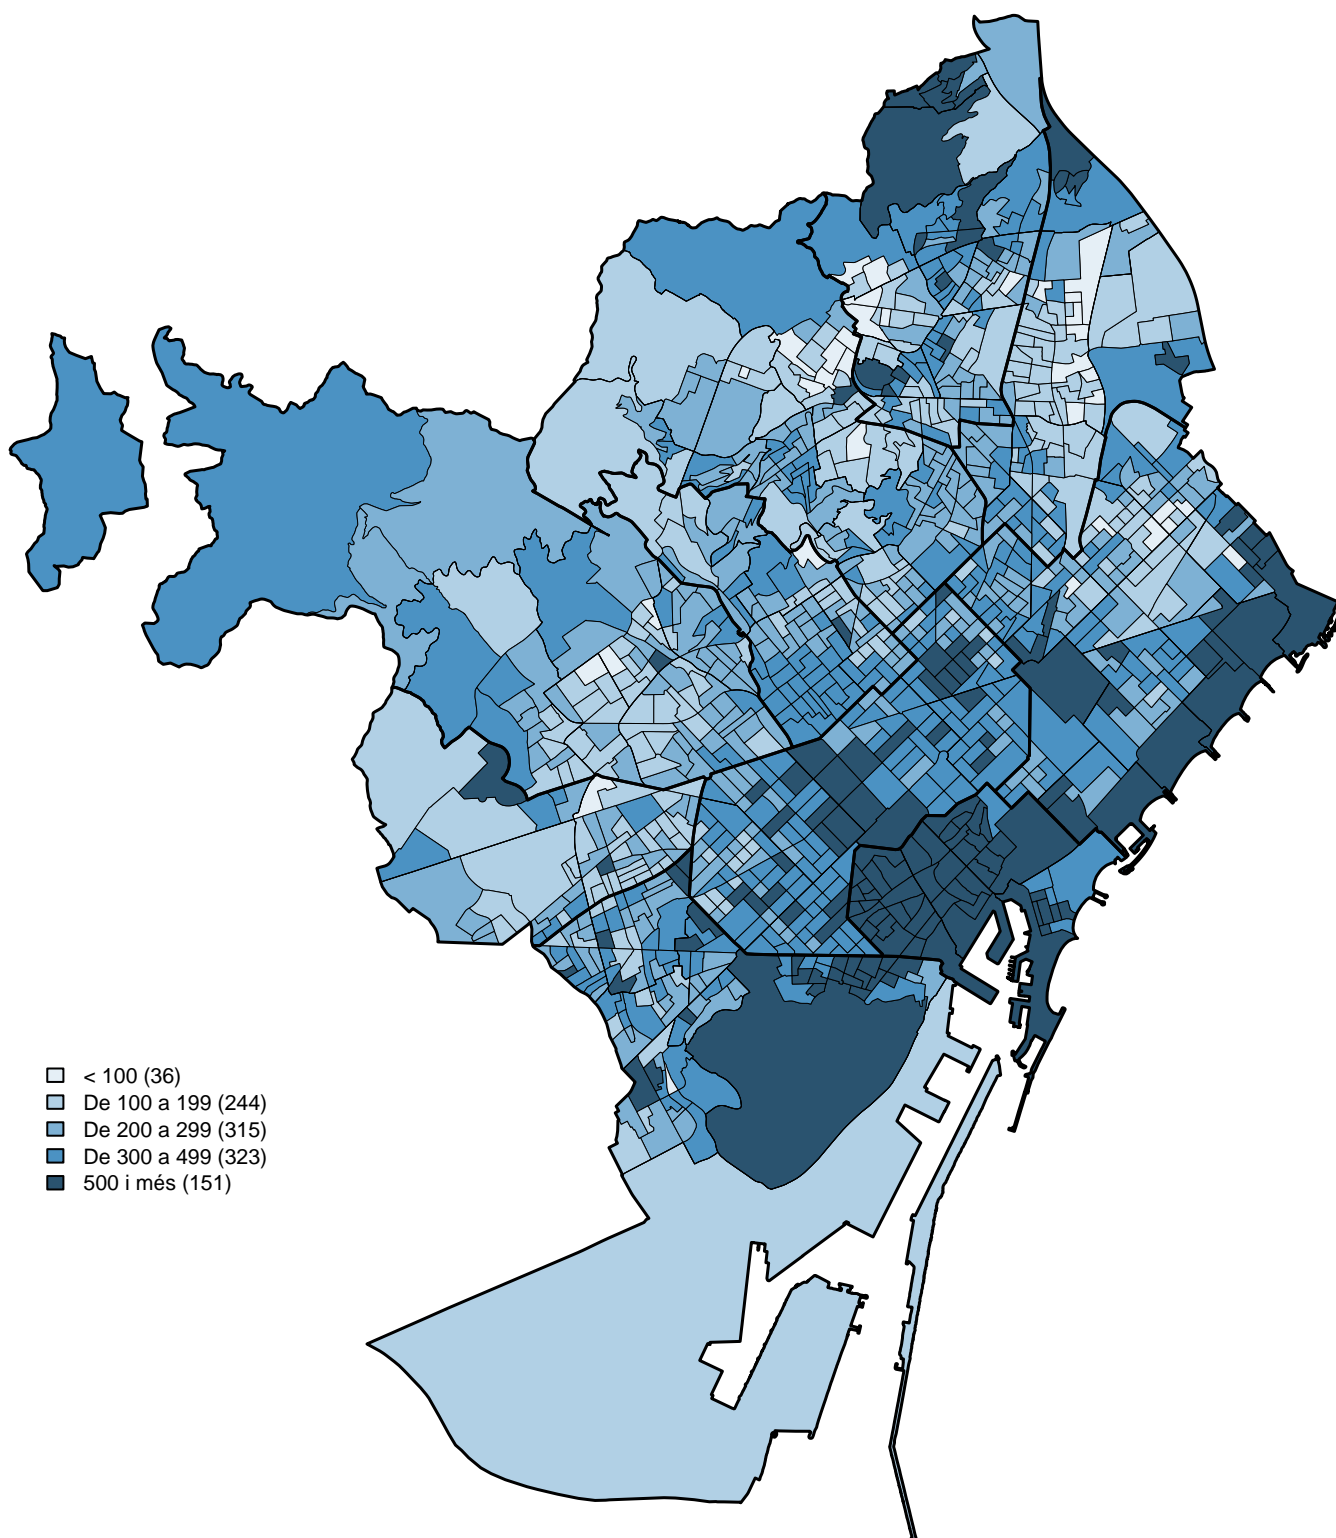 < 100 (36)
De 100 a 199 (244)
De 200 a 299 (315)
De 300 a 499 (323)
500 i més (151)